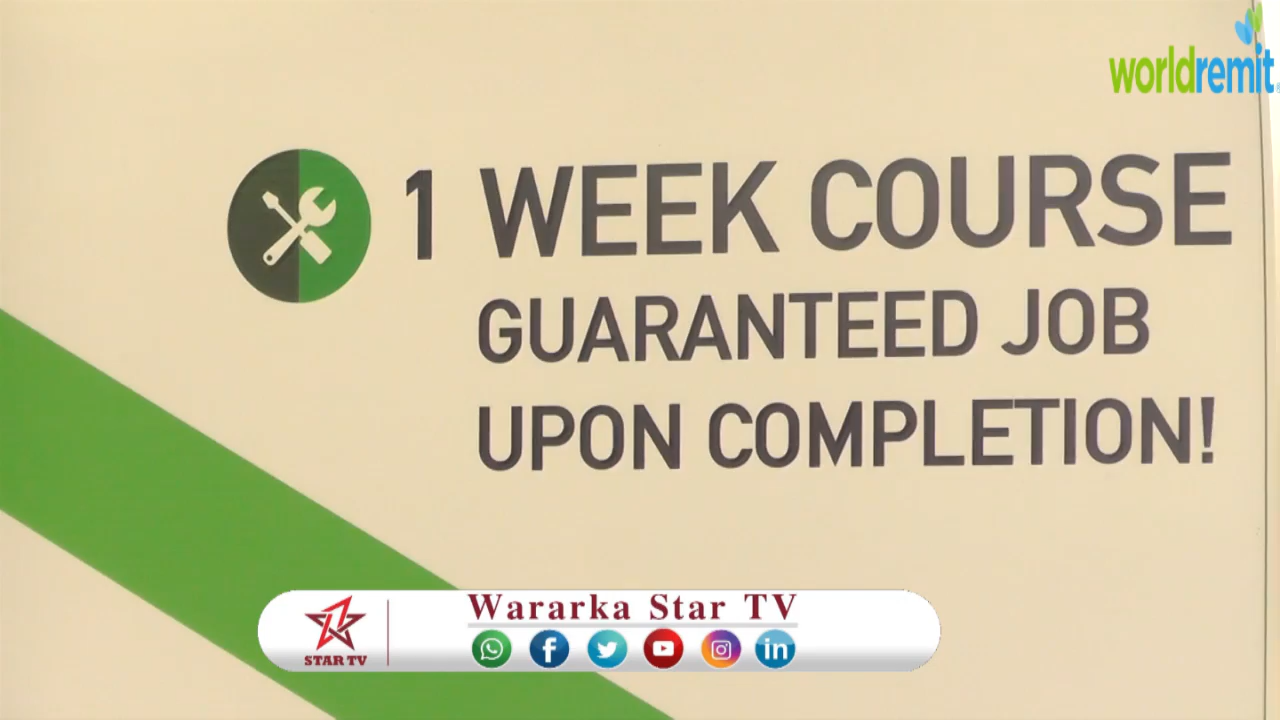 worldremit
1 WEEK COURSE
GUARANTEED JOB
UPON COMPLETION!
Wararka Star TV
STAR TV